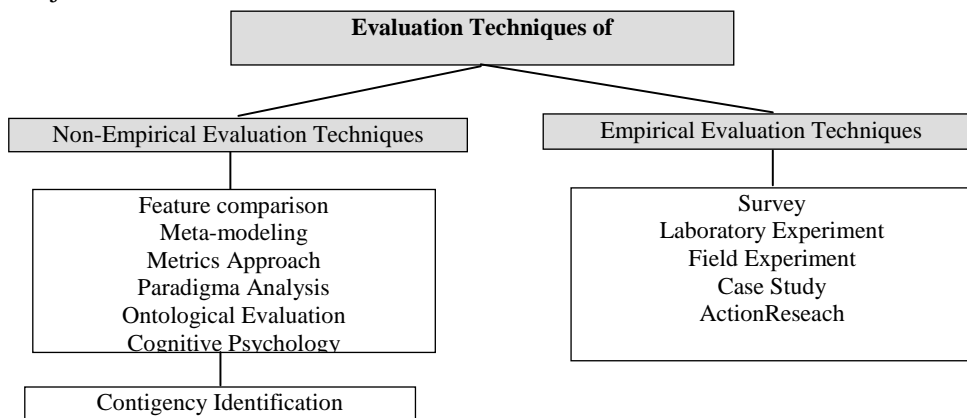 Evaluation Techniques of
Non-Empirical Evaluation Techniques
Empirical Evaluation Techniques
Feature comparison
Meta-modeling
Metrics Approach
Paradigma Analysis
Ontological Evaluation
Cognitive Psychology
Survey
Laboratory Experiment
Field Experiment
Case Study
ActionReseach
Contigency Identification